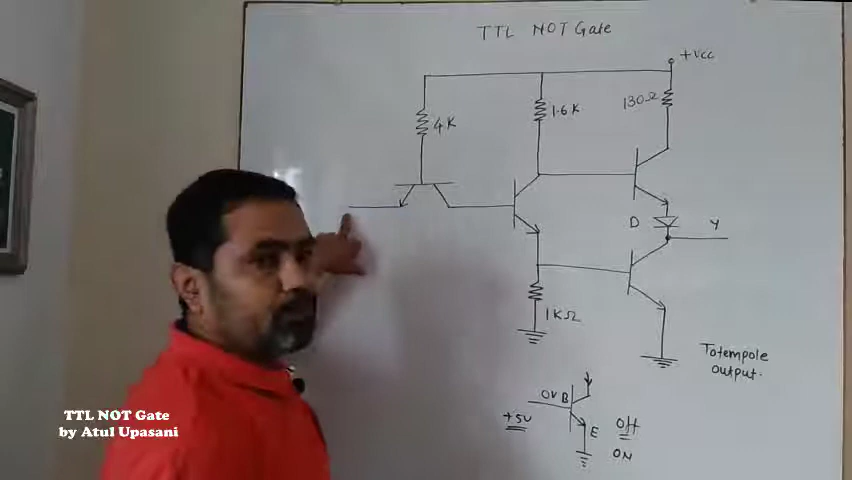 TTL NOT Gate
+Vcc
4K
1.6K
130Ω
D
Y
1KΩ
Totempole
output.
0V B
+5V
E
Off
ON
TTL NOT Gate
by Atul Upasani